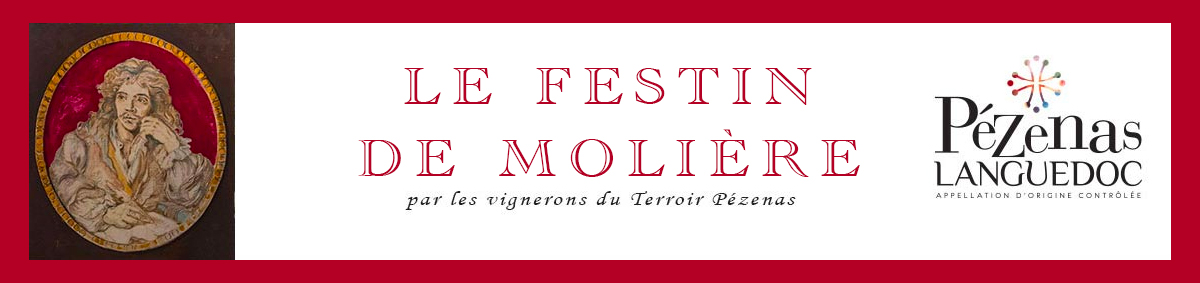 LE FESTIN
DE MOLIÈRE
par les vignerons du Terroir Pézenas
PéZenas
LANGUEDOC
APPELLATION D'ORIGINE CONTRÔLÉE